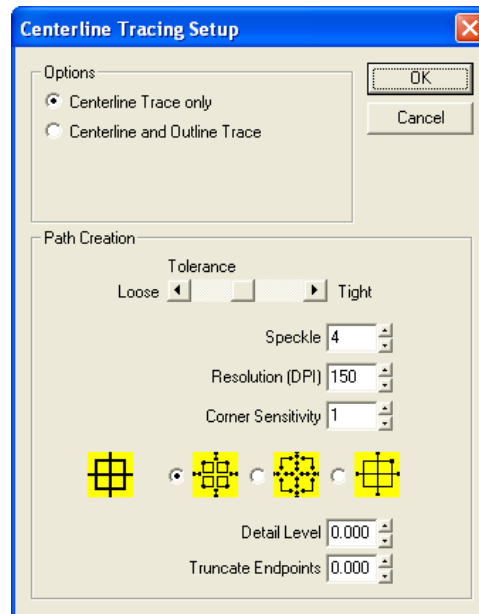 Centerline Tracing Setup
Options
Centerline Trace only
Centerline and Outline Trace
OK
Cancel
Path Creation
Tolerance
Loose Tight
Speckle 4
Resolution (DPI) 150
Corner Sensitivity 1
Detail Level 0.000
Truncate Endpoints 0.000